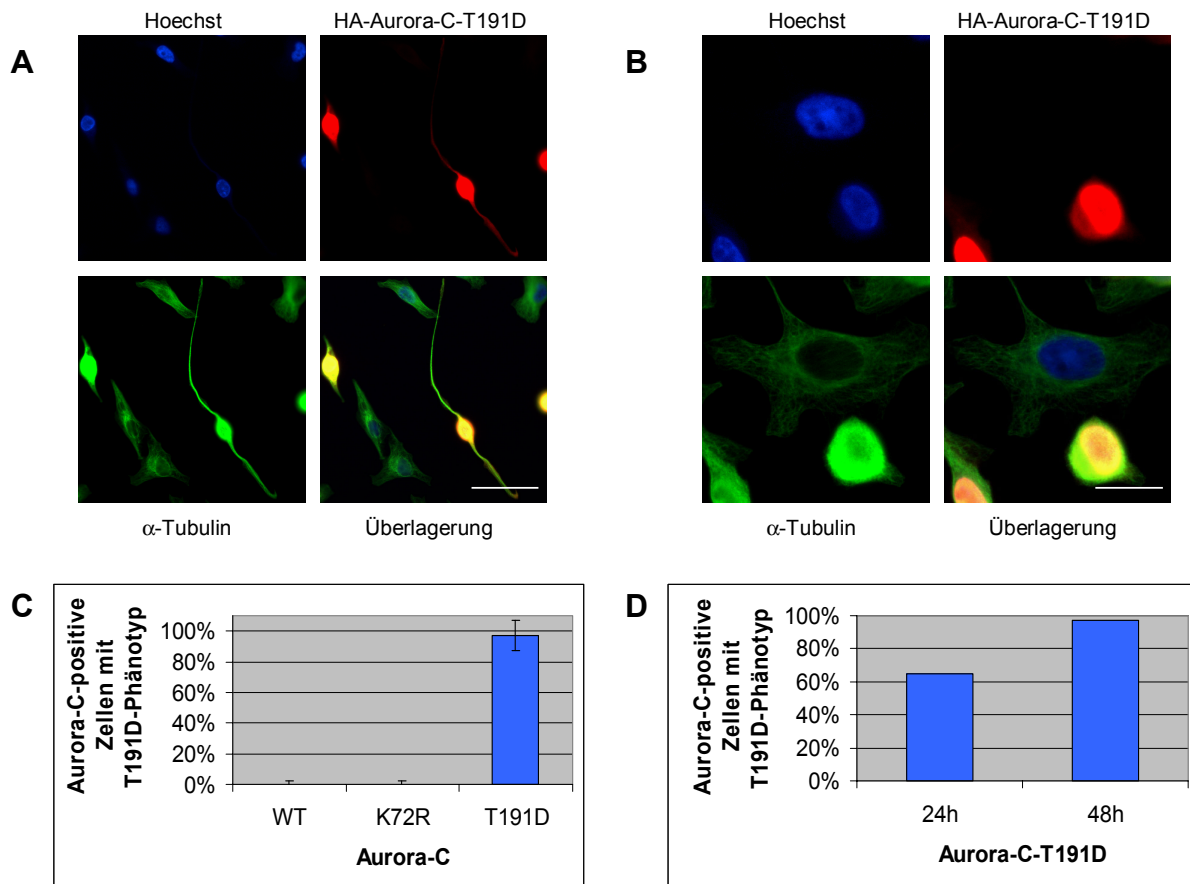 A
Hoechst
HA-Aurora-C-T191D
α-Tubulin
Überlagerung
B
Hoechst
HA-Aurora-C-T191D
α-Tubulin
Überlagerung
C
Aurora-C-positive
Zellen mit
T191D-Phänotyp
100%
80%
60%
40%
20%
0%
WT
K72R
T191D
Aurora-C
D
Aurora-C-positive
Zellen mit
T191D-Phänotyp
100%
80%
60%
40%
20%
0%
24h
48h
Aurora-C-T191D